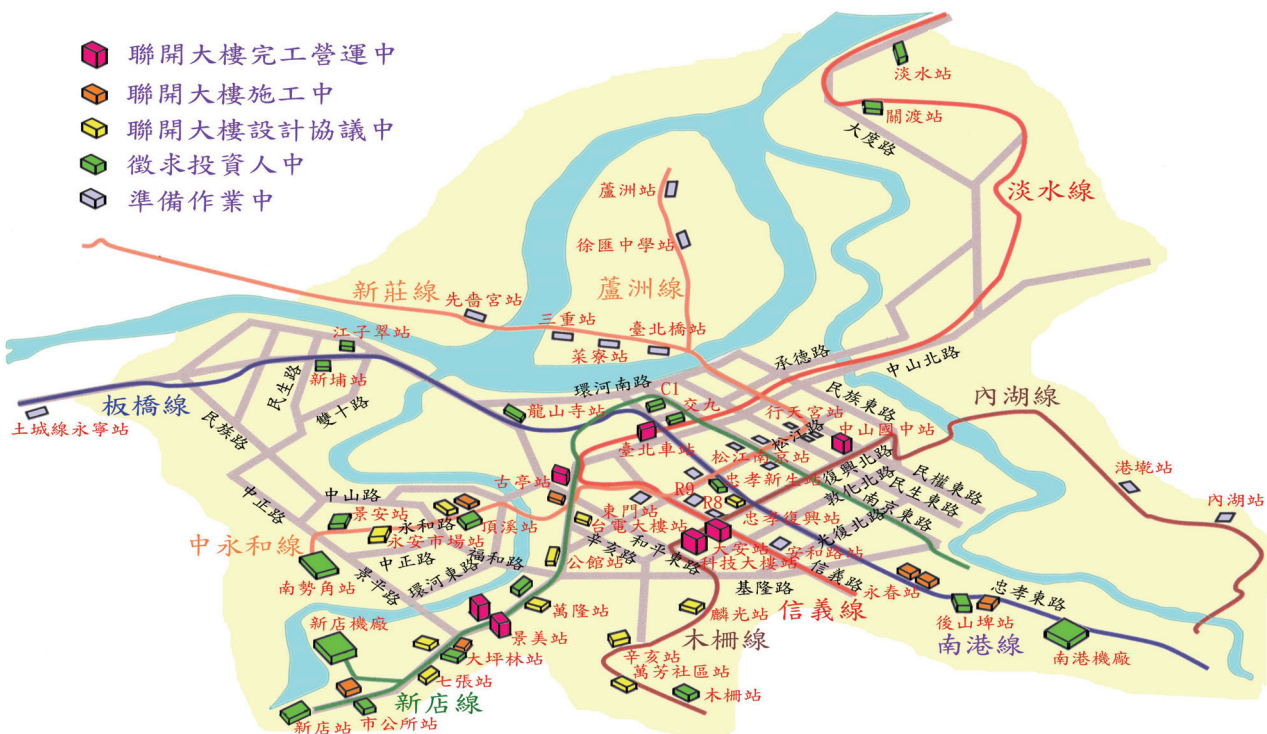 聯開大樓完工營運中
聯開大樓施工中
聯開大樓設計協議中
徵求投資人中
準備作業中
淡水站
關渡站
大度路
淡水線
蘆洲站
徐匯中學站
蘆洲線
新莊線
先嗇宮站
三重站
菜寮站
臺北橋站
江子翠站
新埔站
民生路
雙十路
板橋線
土城線永寧站
民族路
環河南路
承德路
中山北路
民族東路
內湖線
C1
交九
龍山寺站
行天宮站
松江路
中山國中站
臺北車站
松江南京站
復興北路
港墘站
內湖站
古亭站
忠孝新生站
敦化北路
民權東路
民生東路
南京東路
R9
R8
東門站
台電大樓站
忠孝復興站
光復北路
中正路
中山路
景安站
永和路
頂溪站
永安市場站
中永和線
中正路
福和路
環河東路
景平路
南勢角站
公館站
辛亥路
和平東路
大安站
科技大樓站
安和路站
信義路
基隆路
信義線
永春站
忠孝東路
後山埤站
南港線
南港機廠
新店機廠
萬隆站
景美站
大坪林站
七張站
新店線
新店站
市公所站
麟光站
木柵線
辛亥站
萬芳社區站
木柵站